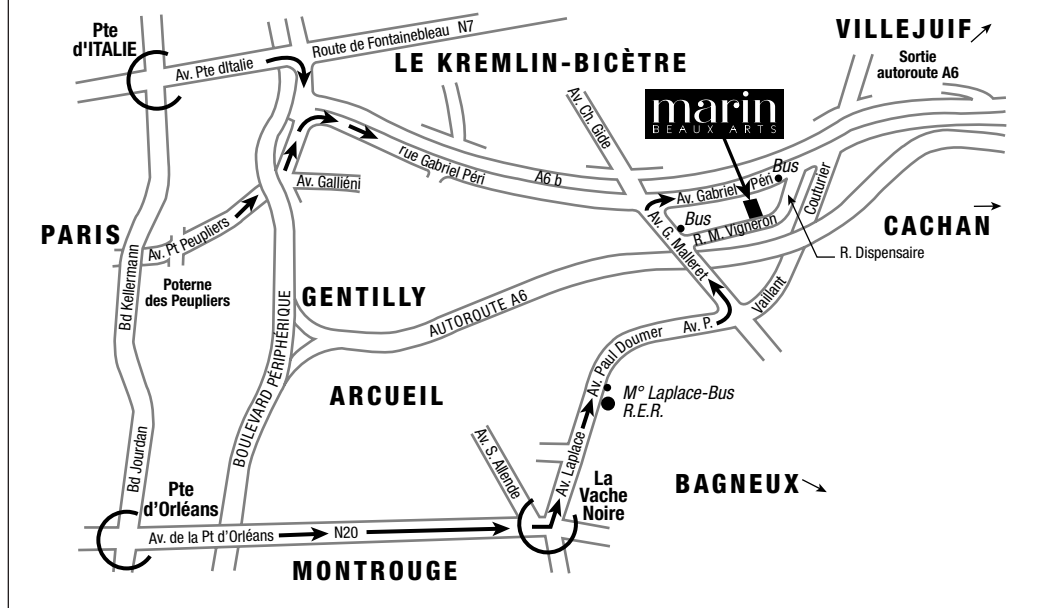 Pte
d'ITALIE
Av. Pte dItalie
Route de Fontainebleau N7
LE KREMLIN-BICÈTRE
VILLEJUIF
Sortie
autoroute A6
marin
BEAUX ARTS
Av. Ch. Gide
rue Gabriel Péri
A6 b
Av. Galliéni
Av. Gabriel Péri
Bus
Couturier
Bus
R. M. Vigneron
CACHAN
R. Dispensaire
PARIS
Av. Pt Peupliers
Poterne
des Peupliers
Bd Kellermann
GENTILLY
Av. G. Malleret
AUTOROUTE A6
Vaillant
BOULEVARD PÉRIPHÉRIQUE
Av. P.
Av. Paul Doumer
ARCUEIL
M° Laplace-Bus
R.E.R.
Bd Jourdan
Av. S. Allende
Av. Laplace
La
Vache
Noire
BAGNEUX
Pte
d’Orléans
Av. de la Pt d’Orléans
N20
MONTROUGE